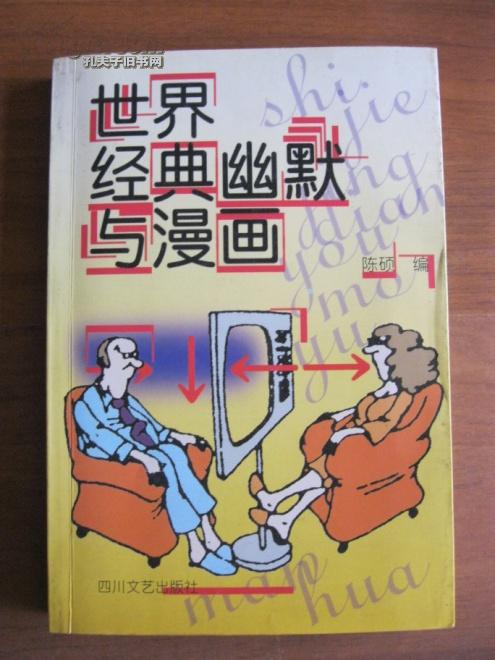 孔夫子旧书网
世界
经典幽默
与漫画
shi jie
jing
dian
you
mo
yu
陈硕 编
四川文艺出版社
man
hua